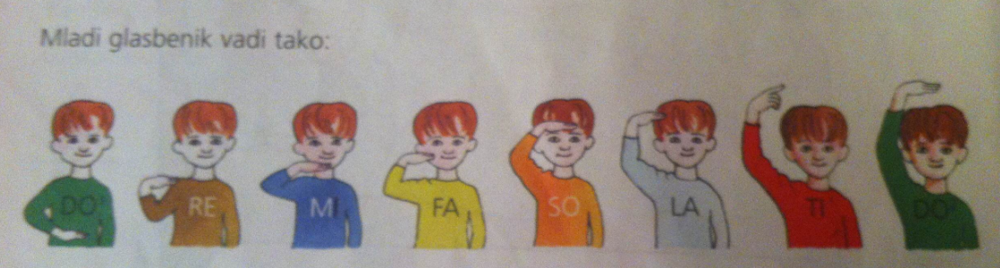 Mladi glasbenik vadi tako:
DO RE MI FA SO LA TI DO